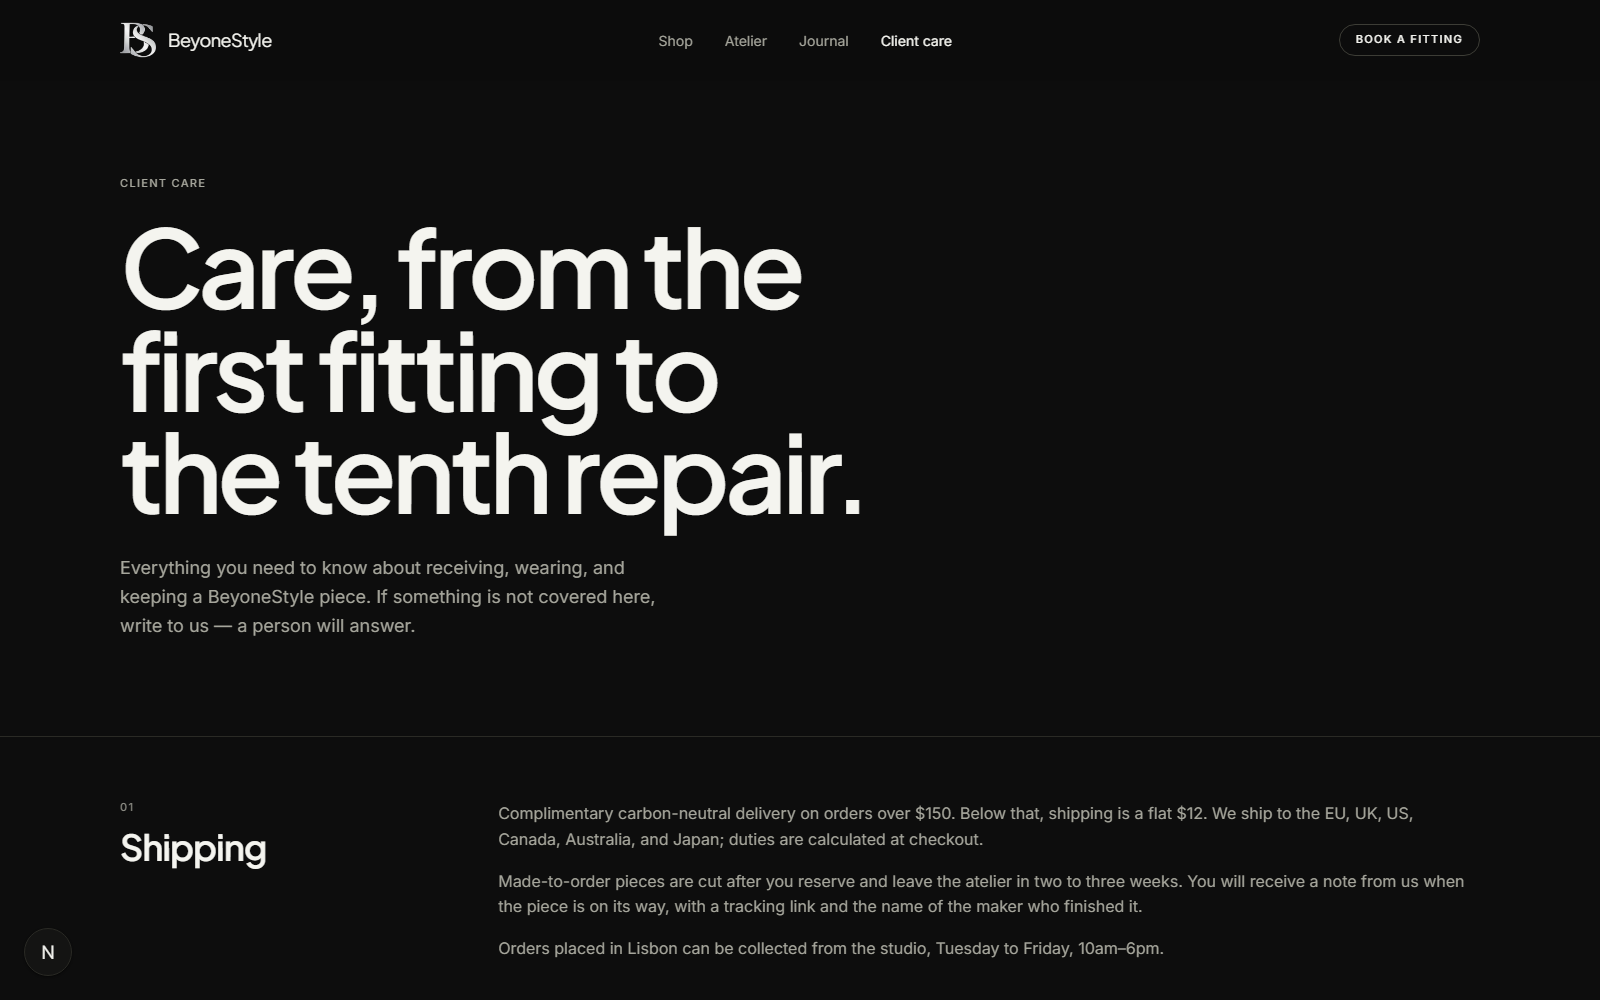 BS BeyoneStyle
Shop Atelier Journal Client care
BOOK A FITTING
CLIENT CARE
Care, from the
first fitting to
the tenth repair.
Everything you need to know about receiving, wearing, and
keeping a BeyoneStyle piece. If something is not covered here,
write to us — a person will answer.
01
Shipping
Complimentary carbon-neutral delivery on orders over $150. Below that, shipping is a flat $12. We ship to the EU, UK, US,
Canada, Australia, and Japan; duties are calculated at checkout.
Made-to-order pieces are cut after you reserve and leave the atelier in two to three weeks. You will receive a note from us when
the piece is on its way, with a tracking link and the name of the maker who finished it.
Orders placed in Lisbon can be collected from the studio, Tuesday to Friday, 10am–6pm.
N